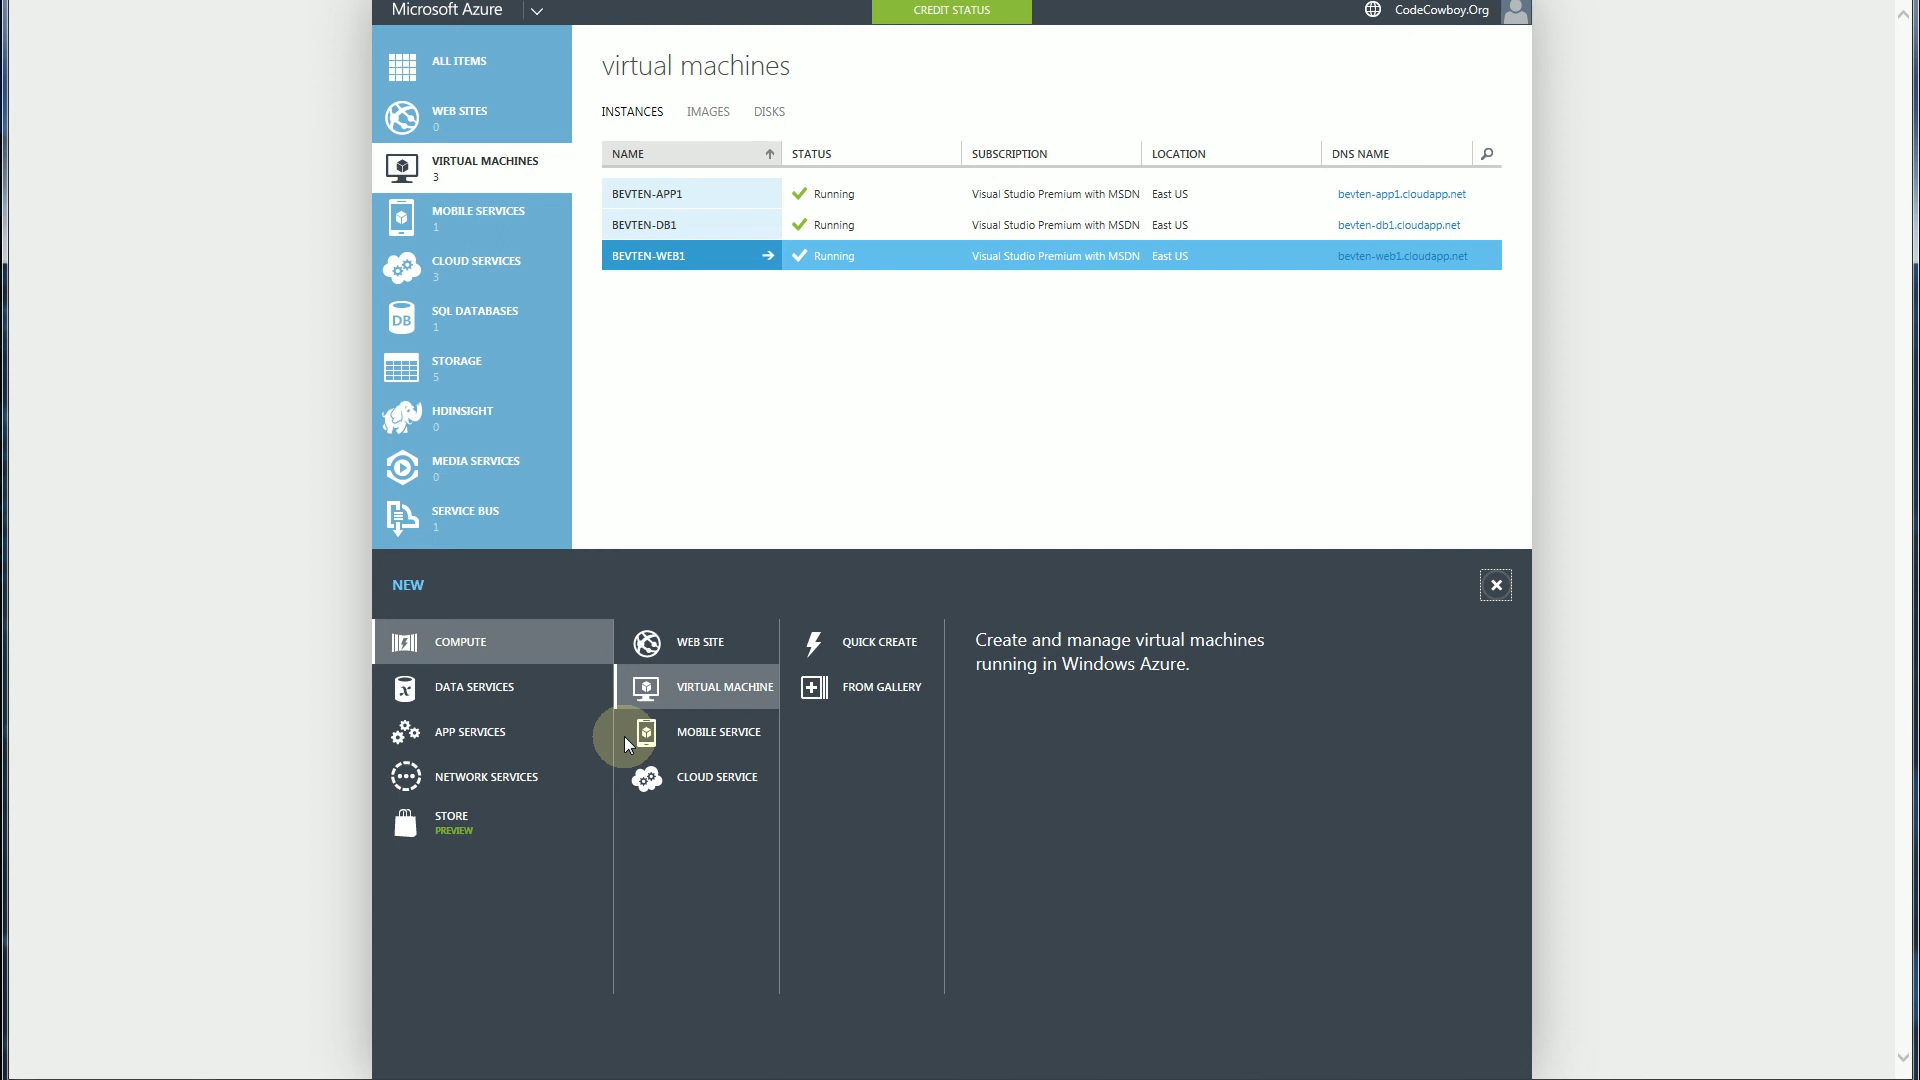 Microsoft Azure
CREDIT STATUS
CodeCowboy.Org
ALL ITEMS
WEB SITES
0
VIRTUAL MACHINES
3
MOBILE SERVICES
1
CLOUD SERVICES
3
SQL DATABASES
1
DB
STORAGE
5
HDINSIGHT
0
MEDIA SERVICES
0
SERVICE BUS
1
virtual machines
INSTANCES IMAGES DISKS
NAME STATUS SUBSCRIPTION LOCATION DNS NAME
BEVTEN-APP1 Running Visual Studio Premium with MSDN East US bevten-app1.cloudapp.net
BEVTEN-DB1 Running Visual Studio Premium with MSDN East US bevten-db1.cloudapp.net
BEVTEN-WEB1 Running Visual Studio Premium with MSDN East US bevten-web1.cloudapp.net
NEW
COMPUTE
DATA SERVICES
APP SERVICES
NETWORK SERVICES
STORE
PREVIEW
WEB SITE
VIRTUAL MACHINE
MOBILE SERVICE
CLOUD SERVICE
QUICK CREATE
FROM GALLERY
Create and manage virtual machines
running in Windows Azure.